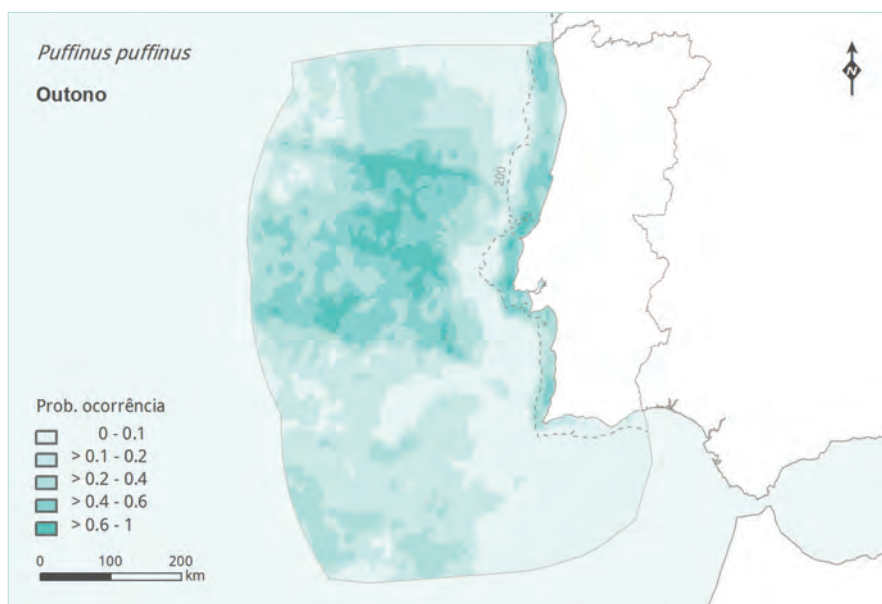 Puffinus puffinus
Outono
N
200
Prob. ocorrência
0 - 0.1
> 0.1 - 0.2
> 0.2 - 0.4
> 0.4 - 0.6
> 0.6 - 1
0 100 200
km